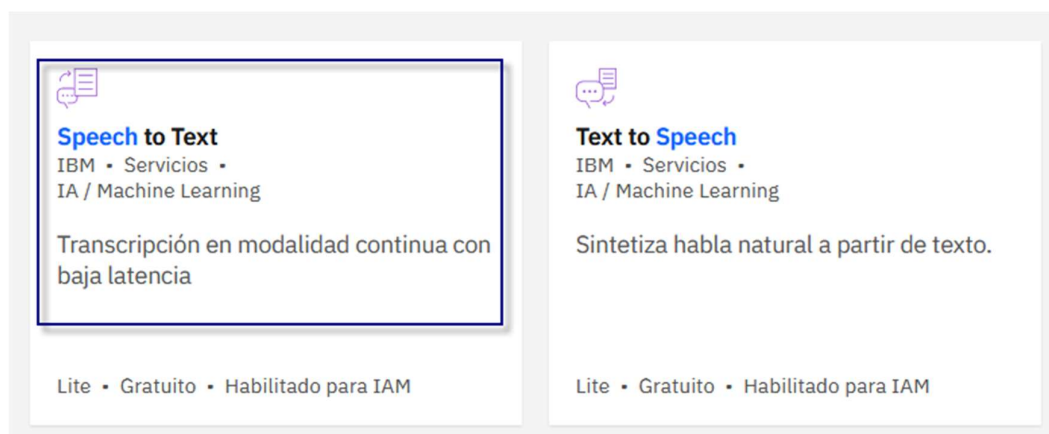 Speech to Text
IBM • Servicios •
IA / Machine Learning
Transcripción en modalidad continua con
baja latencia
Lite • Gratuito • Habilitado para IAM
Text to Speech
IBM • Servicios •
IA / Machine Learning
Sintetiza habla natural a partir de texto.
Lite • Gratuito • Habilitado para IAM